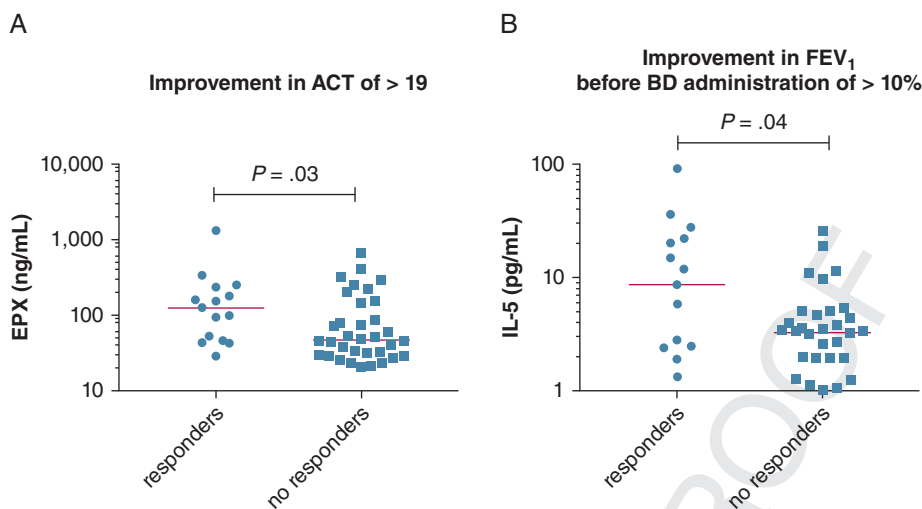 A
Improvement in ACT of > 19
P = .03
10,000
1,000
100
10
EPX (ng/mL)
responders
no responders
B
Improvement in FEV1
before BD administration of > 10%
P = .04
100
10
1
IL-5 (pg/mL)
responders
no responders
ROOF